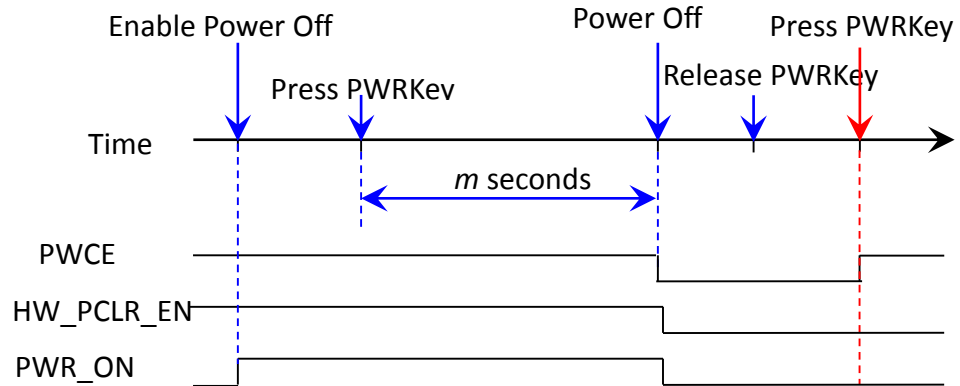 Enable Power Off
Power Off
Press PWRKey
Press PWRKey
Release PWRKey
Time
m seconds
PWCE
HW_PCLR_EN
PWR_ON